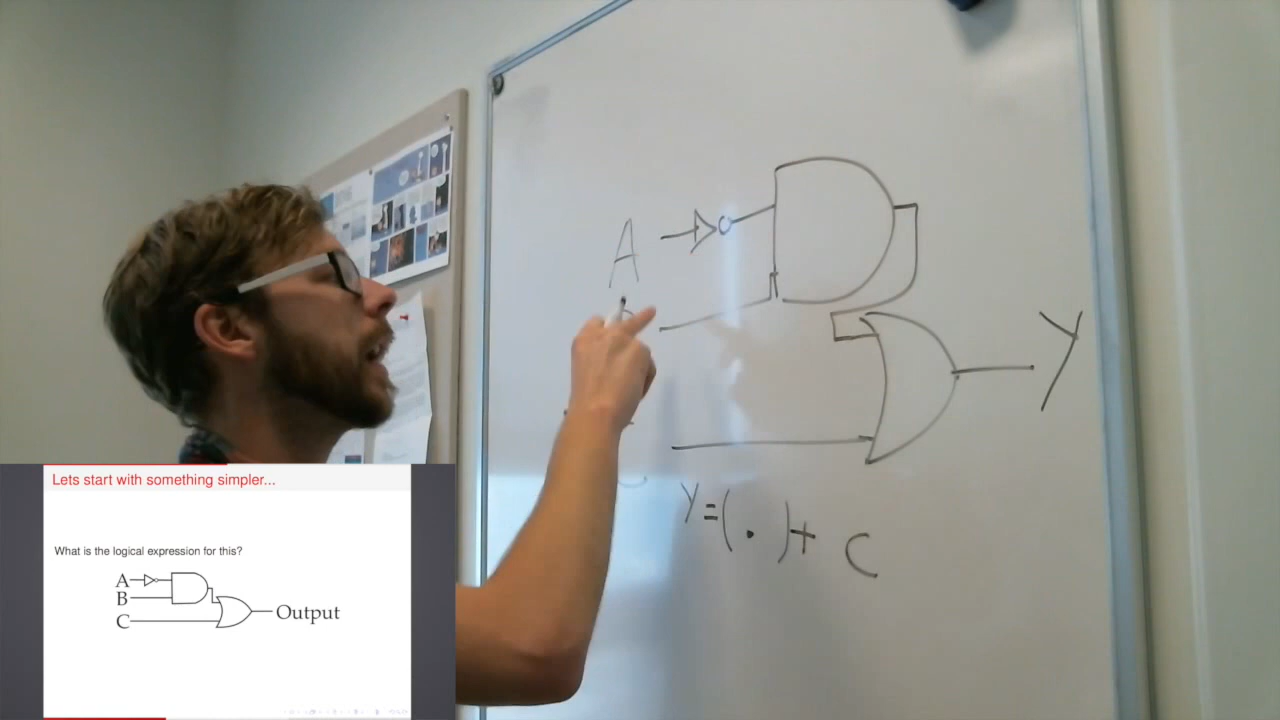 A
Y
Y = ( . ) + C
Lets start with something simpler...
What is the logical expression for this?
A
B
C
Output